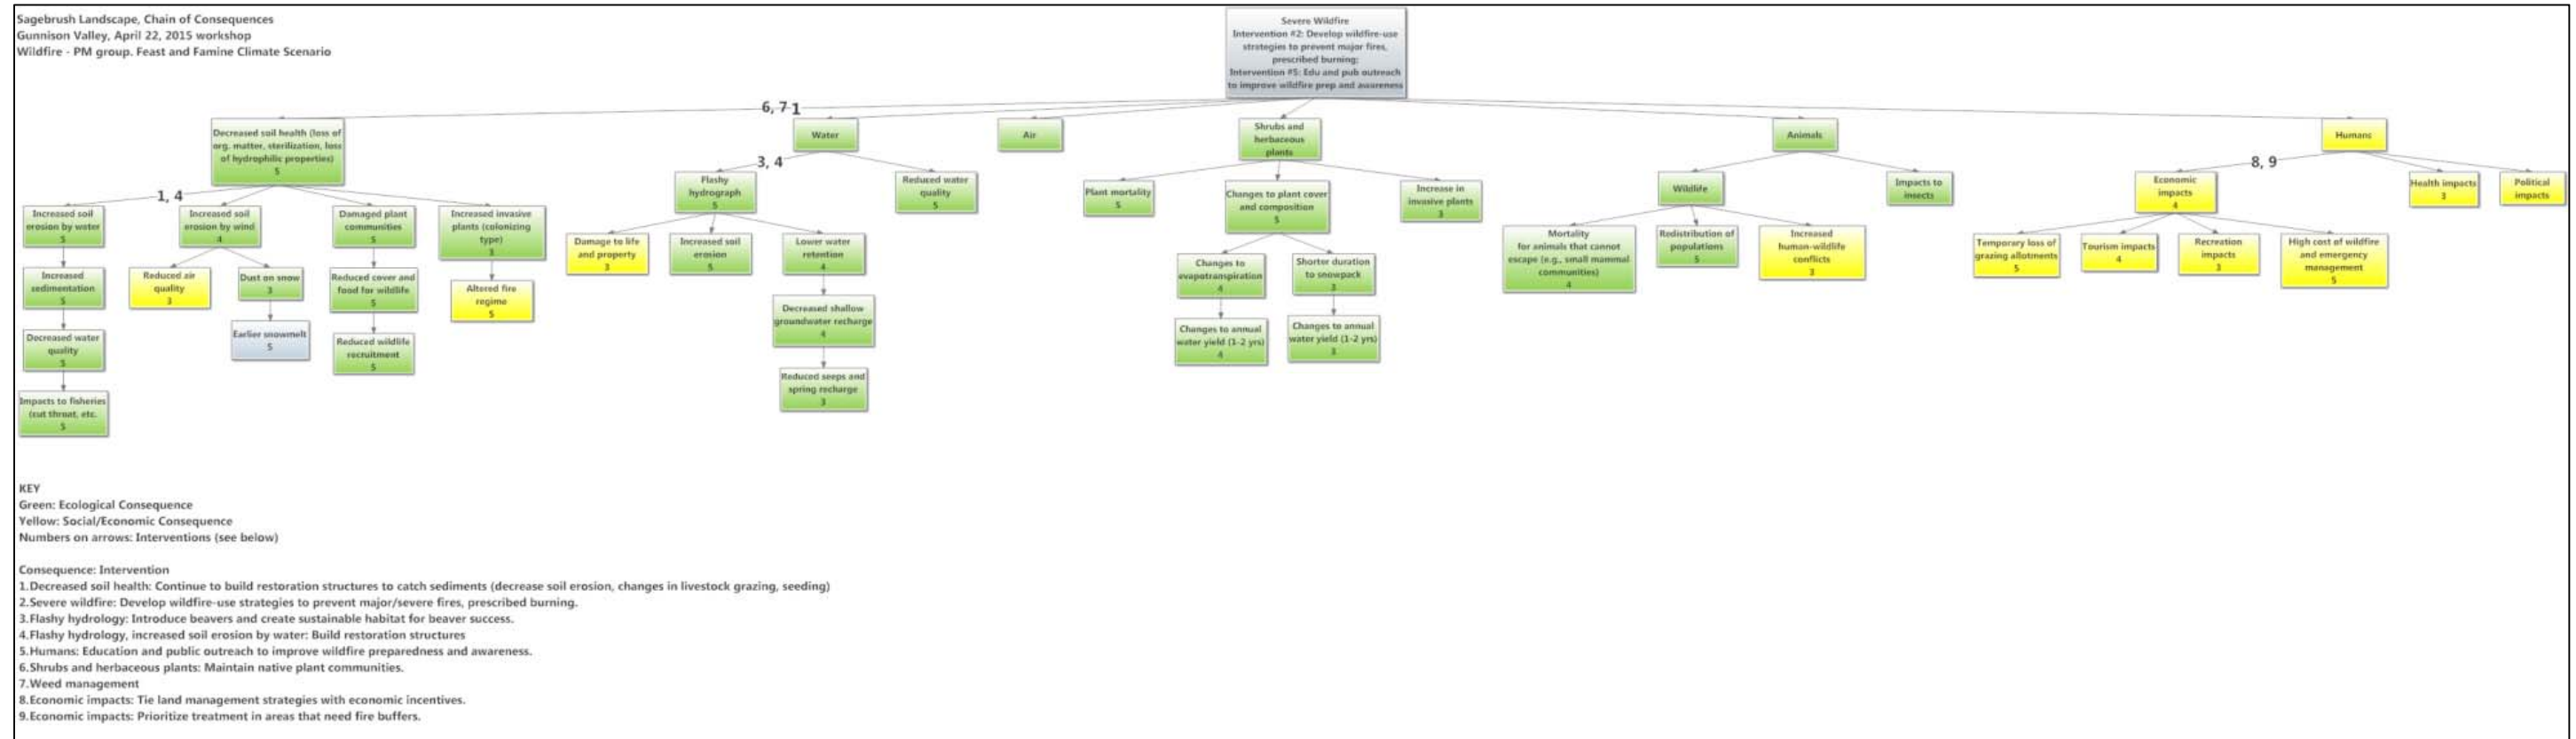 Sagebrush Landscape, Chain of Consequences
Gunnison Valley, April 22, 2015 workshop
Wildfire - PM group. Feast and Famine Climate Scenario
Severe Wildfire
Intervention #2: Develop wildfire-use
strategies to prevent major fires,
prescribed burning;
Intervention #5: Edu and pub outreach
to improve wildfire prep and awareness
6, 7 1
Decreased soil health (loss of
org. matter, sterilization, loss
of hydrophilic properties)
5
Water
Air
Shrubs and
herbaceous
plants
Animals
Humans
1, 4
3, 4
8, 9
Increased soil
erosion by water
5
Increased
sedimentation
5
Decreased water
quality
5
Impacts to fisheries
(cut throat, etc.
5
Increased soil
erosion by wind
4
Reduced air
quality
3
Dust on snow
3
Earlier snowmelt
5
Damaged plant
communities
5
Reduced cover and
food for wildlife
5
Reduced wildlife
recruitment
5
Increased invasive
plants (colonizing
type)
3
Altered fire
regime
5
Flashy
hydrograph
5
Damage to life
and property
3
Increased soil
erosion
5
Lower water
retention
4
Decreased shallow
groundwater recharge
4
Reduced seeps and
spring recharge
3
Reduced water
quality
5
Plant mortality
5
Changes to plant cover
and composition
5
Changes to
evapotranspiration
4
Changes to annual
water yield (1-2 yrs)
4
Shorter duration
to snowpack
3
Changes to annual
water yield (1-2 yrs)
3
Increase in
invasive plants
3
Wildlife
Mortality
for animals that cannot
escape (e.g., small mammal
communities)
4
Redistribution of
populations
5
Increased
human-wildlife
conflicts
3
Impacts to
insects
Economic
impacts
4
Temporary loss of
grazing allotments
5
Tourism impacts
4
Recreation
impacts
3
High cost of wildfire
and emergency
management
5
Health impacts
3
Political
impacts
KEY
Green: Ecological Consequence
Yellow: Social/Economic Consequence
Numbers on arrows: Interventions (see below)
Consequence: Intervention
1.Decreased soil health: Continue to build restoration structures to catch sediments (decrease soil erosion, changes in livestock grazing, seeding)
2.Severe wildfire: Develop wildfire-use strategies to prevent major/severe fires, prescribed burning.
3.Flashy hydrology: Introduce beavers and create sustainable habitat for beaver success.
4.Flashy hydrology, increased soil erosion by water: Build restoration structures
5.Humans: Education and public outreach to improve wildfire preparedness and awareness.
6.Shrubs and herbaceous plants: Maintain native plant communities.
7.Weed management
8.Economic impacts: Tie land management strategies with economic incentives.
9.Economic impacts: Prioritize treatment in areas that need fire buffers.